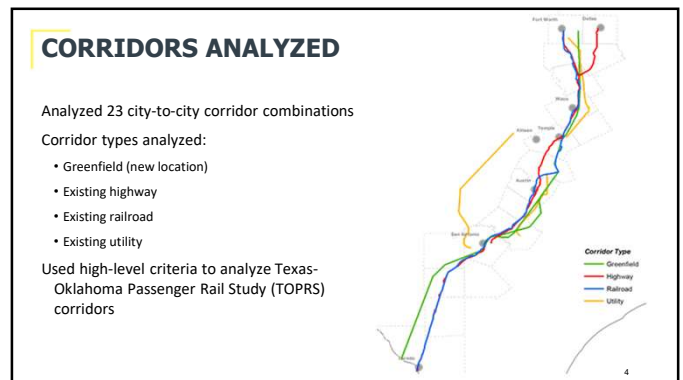 CORRIDORS ANALYZED
Analyzed 23 city-to-city corridor combinations
Corridor types analyzed:
• Greenfield (new location)
• Existing highway
• Existing railroad
• Existing utility
Used high-level criteria to analyze Texas-
Oklahoma Passenger Rail Study (TOPRS)
corridors
Fort Worth
Dallas
Waco
Killeen
Temple
Austin
San Antonio
Laredo
Corridor Type
Greenfield
Highway
Railroad
Utility
4